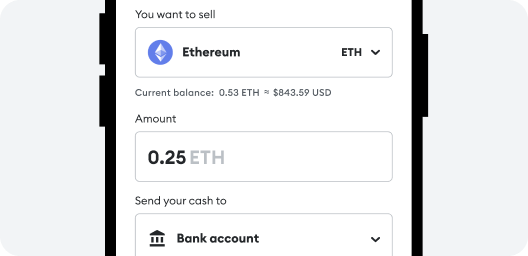 You want to sell
Ethereum ETH
Current balance: 0.53 ETH ≈ $843.59 USD
Amount
0.25 ETH
Send your cash to
Bank account